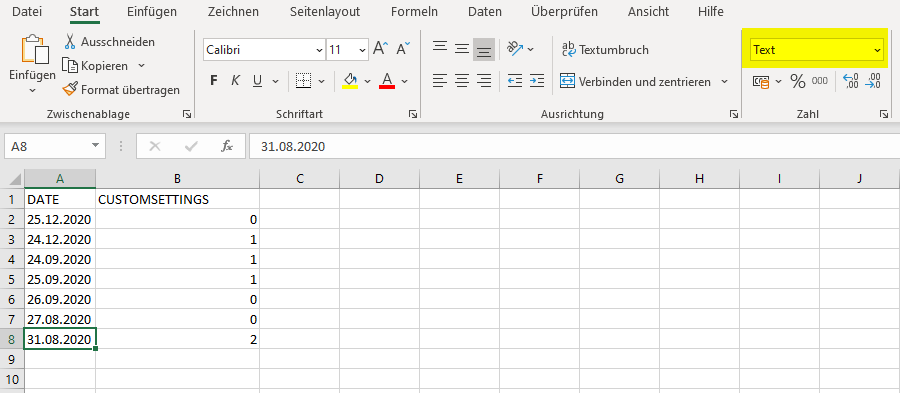 Datei Start Einfügen Zeichnen Seitenlayout Formeln Daten Überprüfen Ansicht Hilfe
Einfügen
Ausschneiden
Kopieren
Format übertragen
Zwischenablage
Calibri 11 A A
F K U A
Schriftart
ab Textumbruch
Verbinden und zentrieren
Ausrichtung
Text
% 000 ,00 ,00
Zahl
A8 fx 31.08.2020
A B C D E F G H I J
1 DATE CUSTOMSETTINGS
2 25.12.2020 0
3 24.12.2020 1
4 24.09.2020 1
5 25.09.2020 1
6 26.09.2020 0
7 27.08.2020 0
8 31.08.2020 2
9
10